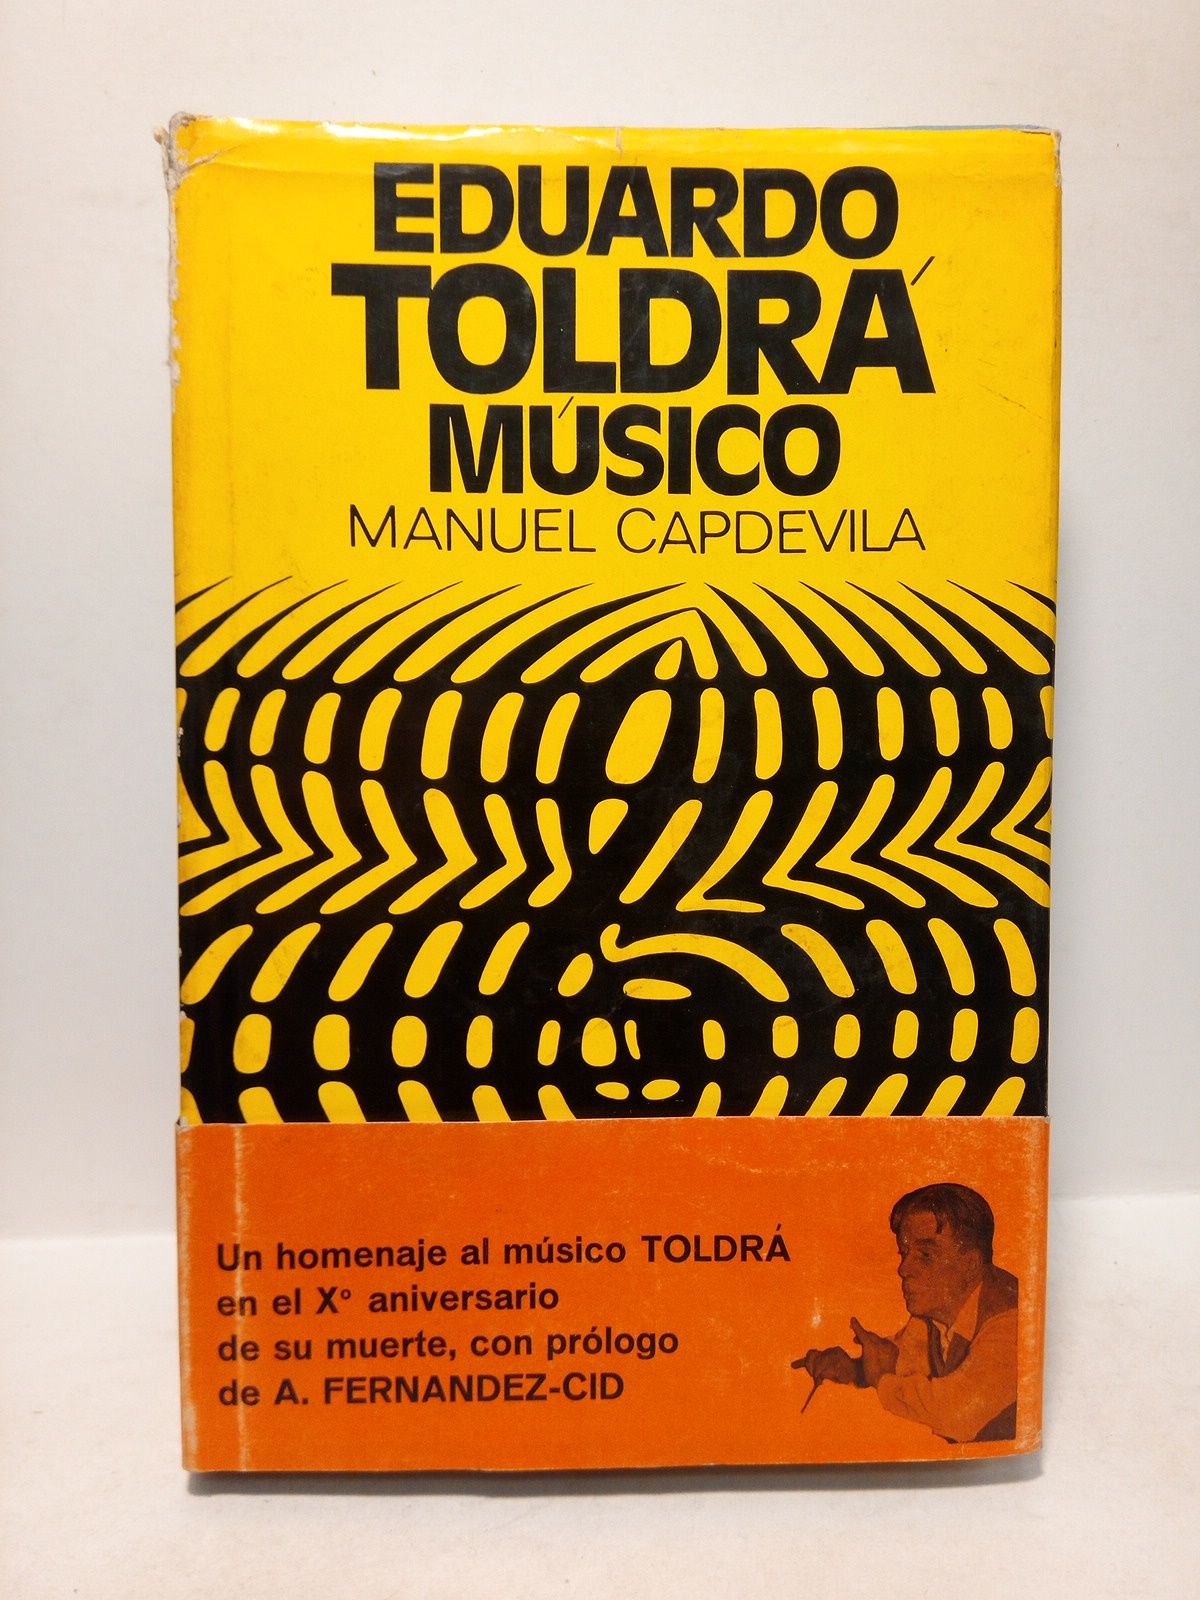 EDUARDO
TOLDRÁ
MÚSICO
MANUEL CAPDEVILA
Un homenaje al músico TOLDRÁ
en el Xº aniversario
de su muerte, con prólogo
de A. FERNANDEZ-CID